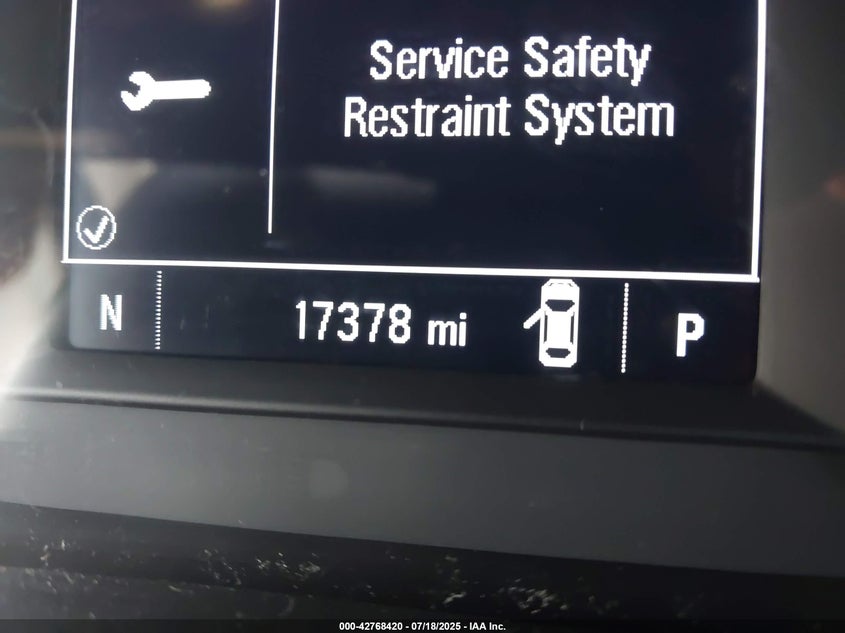 Service Safety
Restraint System
N
17378 mi
P
000-42768420 - 07/18/2025 - IAA Inc.